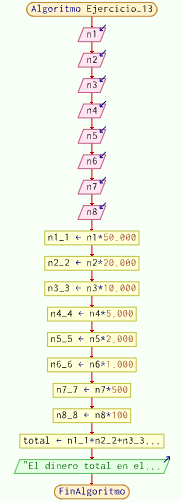 Algoritmo Ejercicio_13
n1
n2
n3
n4
n5
n6
n7
n8
n1_1 ← n1*50.000
n2_2 ← n2*20.000
n3_3 ← n3*10.000
n4_4 ← n4*5.000
n5_5 ← n5*2.000
n6_6 ← n6*1.000
n7_7 ← n7*500
n8_8 ← n8*100
total ← n1_1+n2_2+n3_3...
"El dinero total en el...
FinAlgoritmo